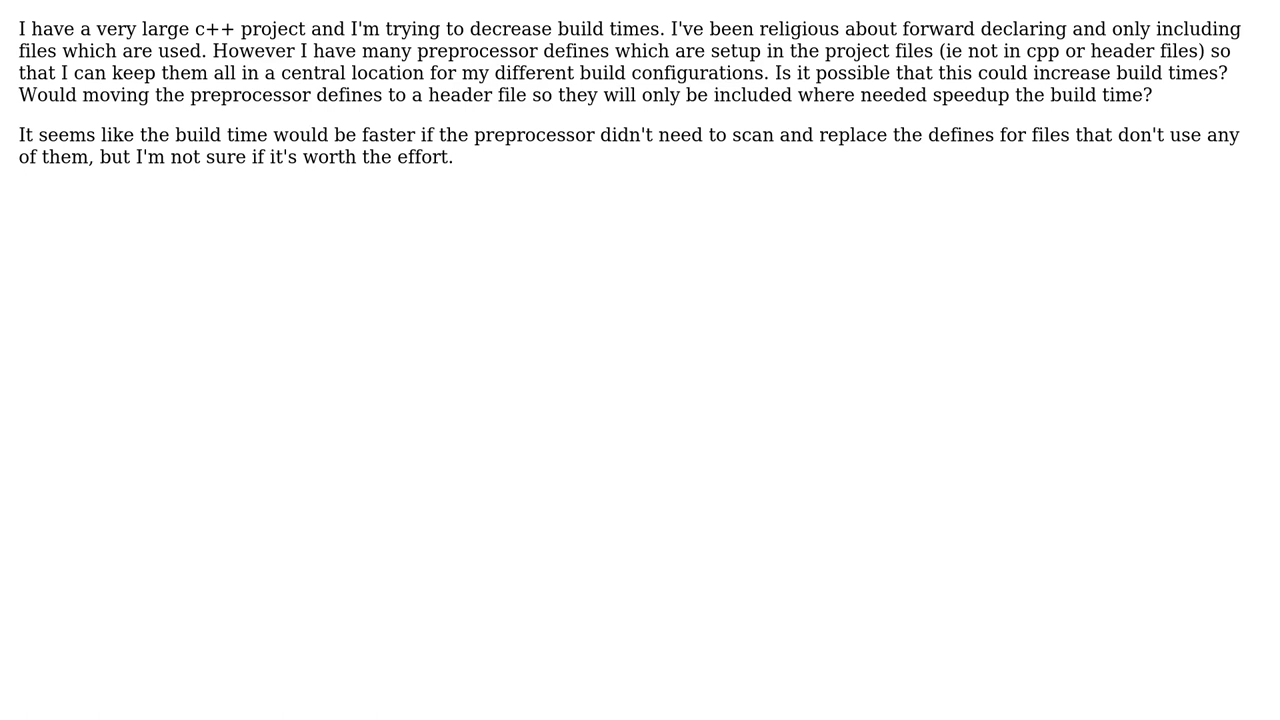 I have a very large c++ project and I'm trying to decrease build times. I've been religious about forward declaring and only including
files which are used. However I have many preprocessor defines which are setup in the project files (ie not in cpp or header files) so
that I can keep them all in a central location for my different build configurations. Is it possible that this could increase build times?
Would moving the preprocessor defines to a header file so they will only be included where needed speedup the build time?
It seems like the build time would be faster if the preprocessor didn't need to scan and replace the defines for files that don't use any
of them, but I'm not sure if it's worth the effort.